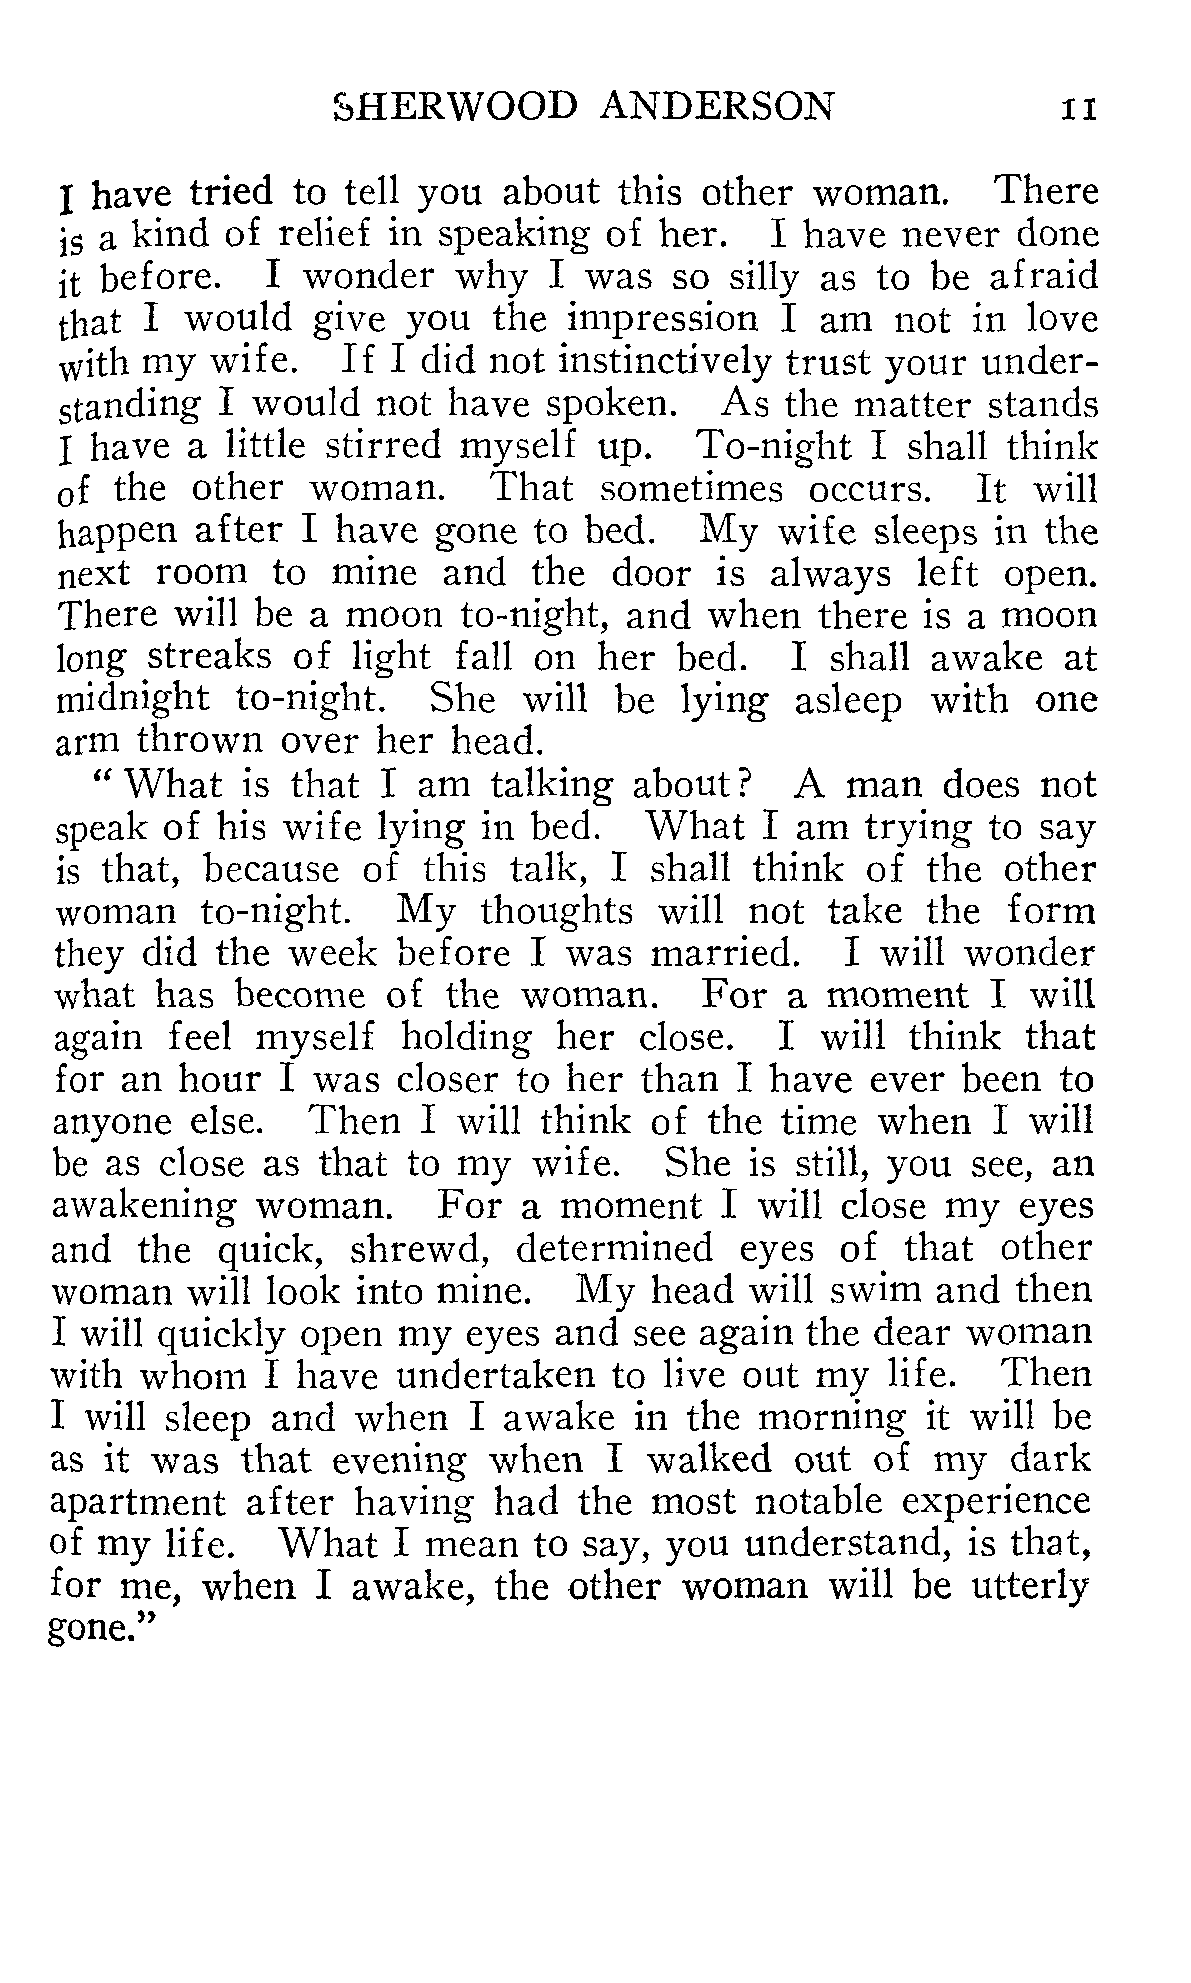 SHERWOOD ANDERSON 11
I have tried to tell you about this other woman. There
is a kind of relief in speaking of her. I have never done
it before. I wonder why I was so silly as to be afraid
that I would give you the impression I am not in love
with my wife. If I did not instinctively trust your under-
standing I would not have spoken. As the matter stands
I have a little stirred myself up. To-night I shall think
of the other woman. That sometimes occurs. It will
happen after I have gone to bed. My wife sleeps in the
next room to mine and the door is always left open.
There will be a moon to-night, and when there is a moon
long streaks of light fall on her bed. I shall awake at
midnight to-night. She will be lying asleep with one
arm thrown over her head.
“ What is that I am talking about? A man does not
speak of his wife lying in bed. What I am trying to say
is that, because of this talk, I shall think of the other
woman to-night. My thoughts will not take the form
they did the week before I was married. I will wonder
what has become of the woman. For a moment I will
again feel myself holding her close. I will think that
for an hour I was closer to her than I have ever been to
anyone else. Then I will think of the time when I will
be as close as that to my wife. She is still, you see, an
awakening woman. For a moment I will close my eyes
and the quick, shrewd, determined eyes of that other
woman will look into mine. My head will swim and then
I will quickly open my eyes and see again the dear woman
with whom I have undertaken to live out my life. Then
I will sleep and when I awake in the morning it will be
as it was that evening when I walked out of my dark
apartment after having had the most notable experience
of my life. What I mean to say, you understand, is that,
for me, when I awake, the other woman will be utterly
gone.”